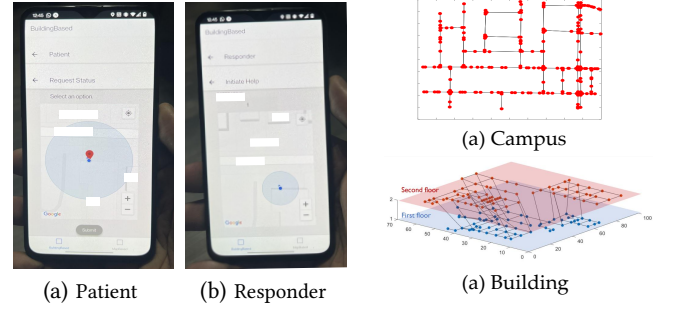 12:45
BuildingBased
Patient
Request Status
Select an option.
Google
12:45
BuildingBased
Responder
Initiate Help
Google
(a) Patient
(b) Responder
(a) Campus
Second floor
First floor
2
1
70
60
50
40
30
20
10
0
0
20
40
60
80
100
(a) Building